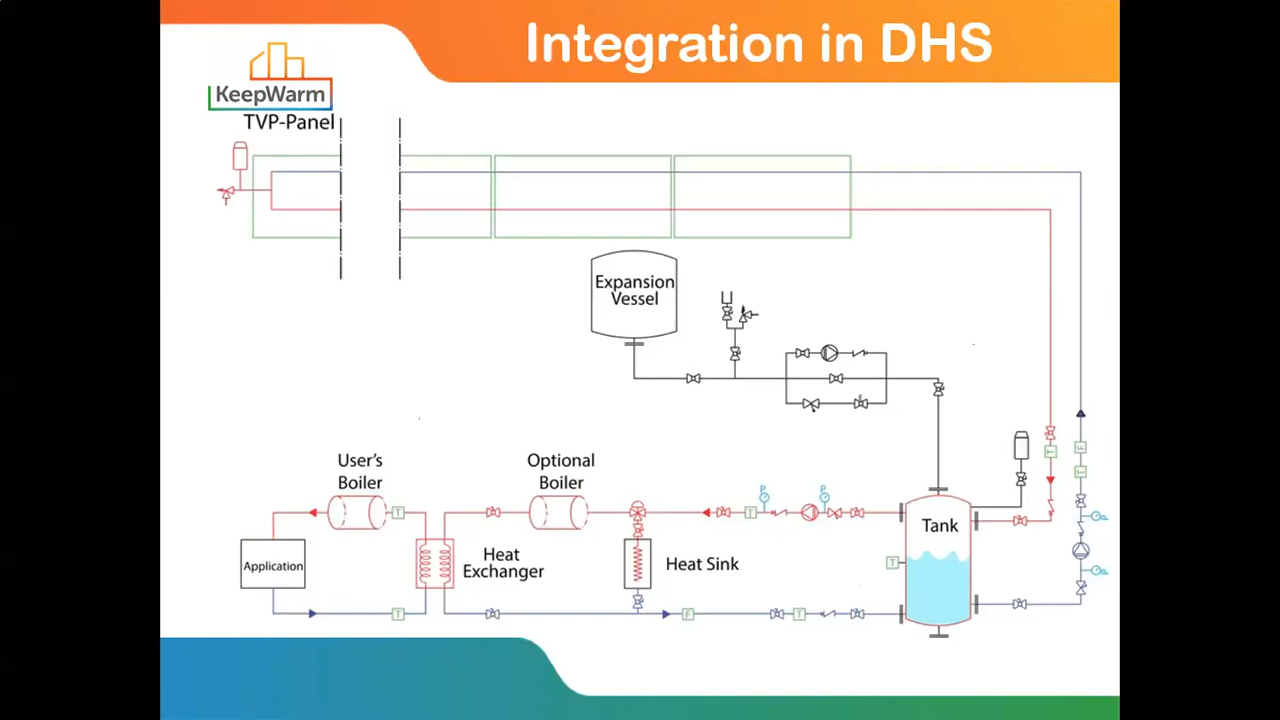 Integration in DHS
KeepWarm
TVP-Panel
Expansion
Vessel
User's
Boiler
Optional
Boiler
P
P
T
T
F
T
T
P
P
Tank
Application
Heat
Exchanger
Heat Sink
T
T
F
T